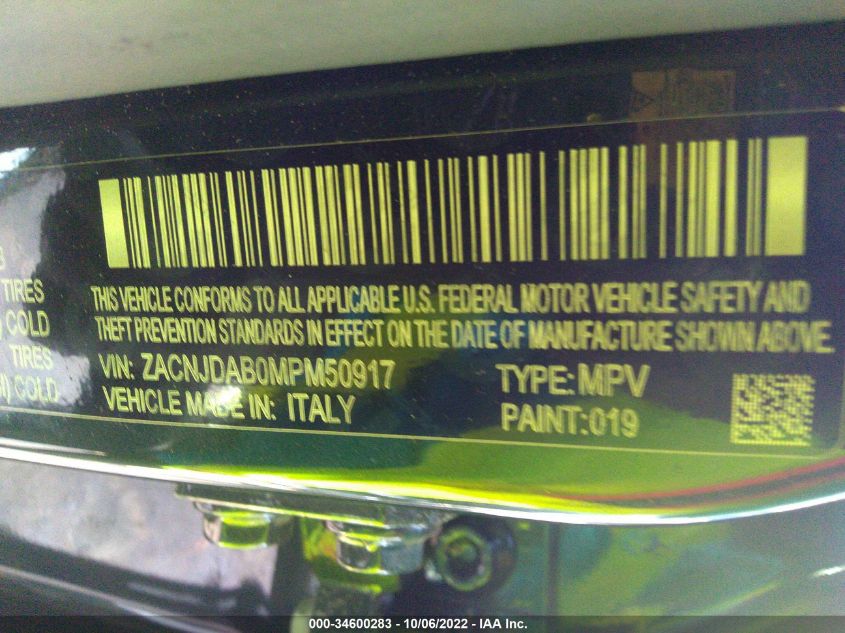 3
TIRES
) COLD
TIRES
I) COLD
THIS VEHICLE CONFORMS TO ALL APPLICABLE U.S. FEDERAL MOTOR VEHICLE SAFETY AND
THEFT PREVENTION STANDARDS IN EFFECT ON THE DATE OF MANUFACTURE SHOWN ABOVE.
VIN: ZACNJDAB0MPM50917 TYPE:MPV
VEHICLE MADE IN: ITALY PAINT:019
000-34600283 - 10/06/2022 - IAA Inc.